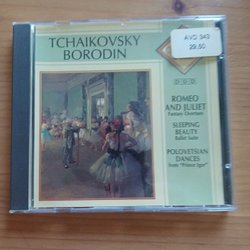 TCHAIKOVSKY
BORODIN
AVC 343
29,50
D D D
ROMEO
AND JULIET
Fantasy Overture
SLEEPING
BEAUTY
Ballet Suite
POLOVETSIAN
DANCES
from "Prince Igor"